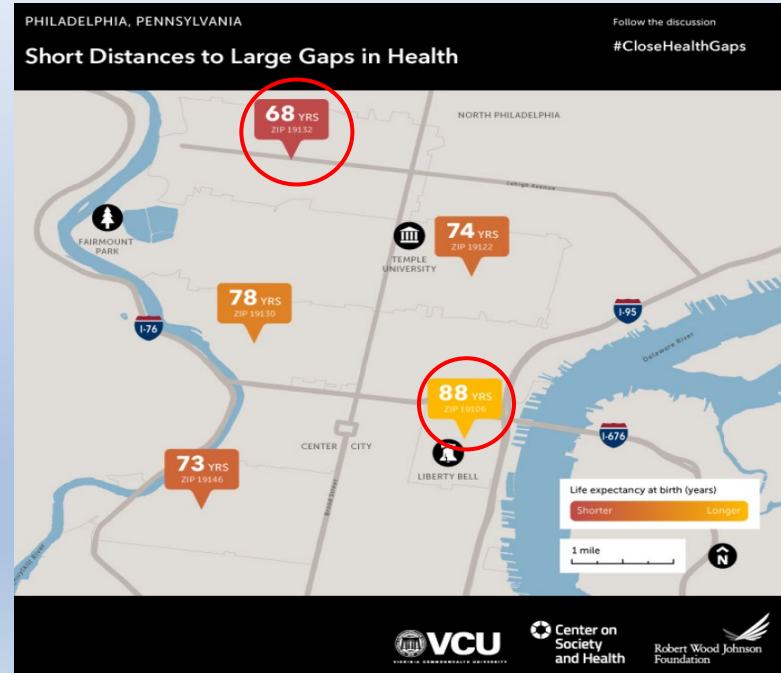 PHILADELPHIA, PENNSYLVANIA
Short Distances to Large Gaps in Health
Follow the discussion
#CloseHealthGaps
68 YRS
ZIP 19132
NORTH PHILADELPHIA
Lehigh Avenue
FAIRMOUNT
PARK
TEMPLE
UNIVERSITY
74 YRS
ZIP 19122
78 YRS
ZIP 19130
I-76
I-95
Delaware River
88 YRS
ZIP 19106
I-676
CENTER CITY
LIBERTY BELL
73 YRS
ZIP 19146
Broad Street
Schuylkill River
Life expectancy at birth (years)
Shorter Longer
1 mile
N
VCU
VIRGINIA COMMONWEALTH UNIVERSITY
Center on
Society
and Health
Robert Wood Johnson
Foundation